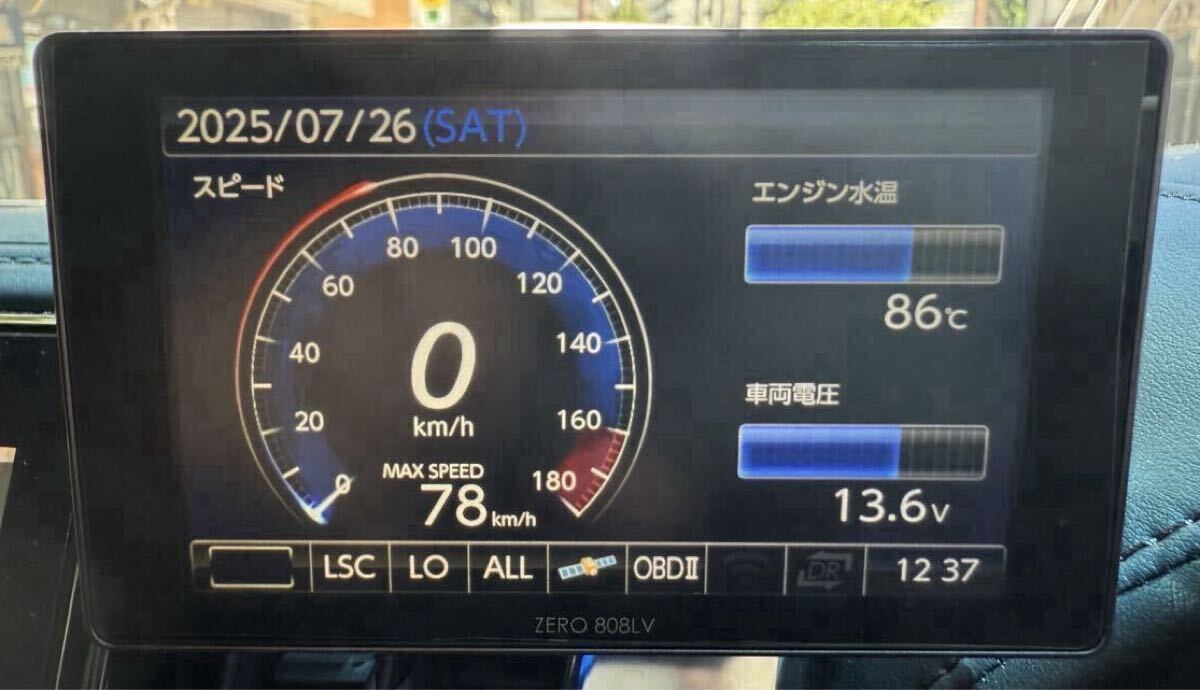 2025/07/26(SAT)
スピード
エンジン水温
86℃
車両電圧
13.6V
0 20 40 60 80 100 120 140 160 180
0
km/h
MAX SPEED
78km/h
LSC LO ALL OBDⅡ DR 12 37
ZERO 808LV